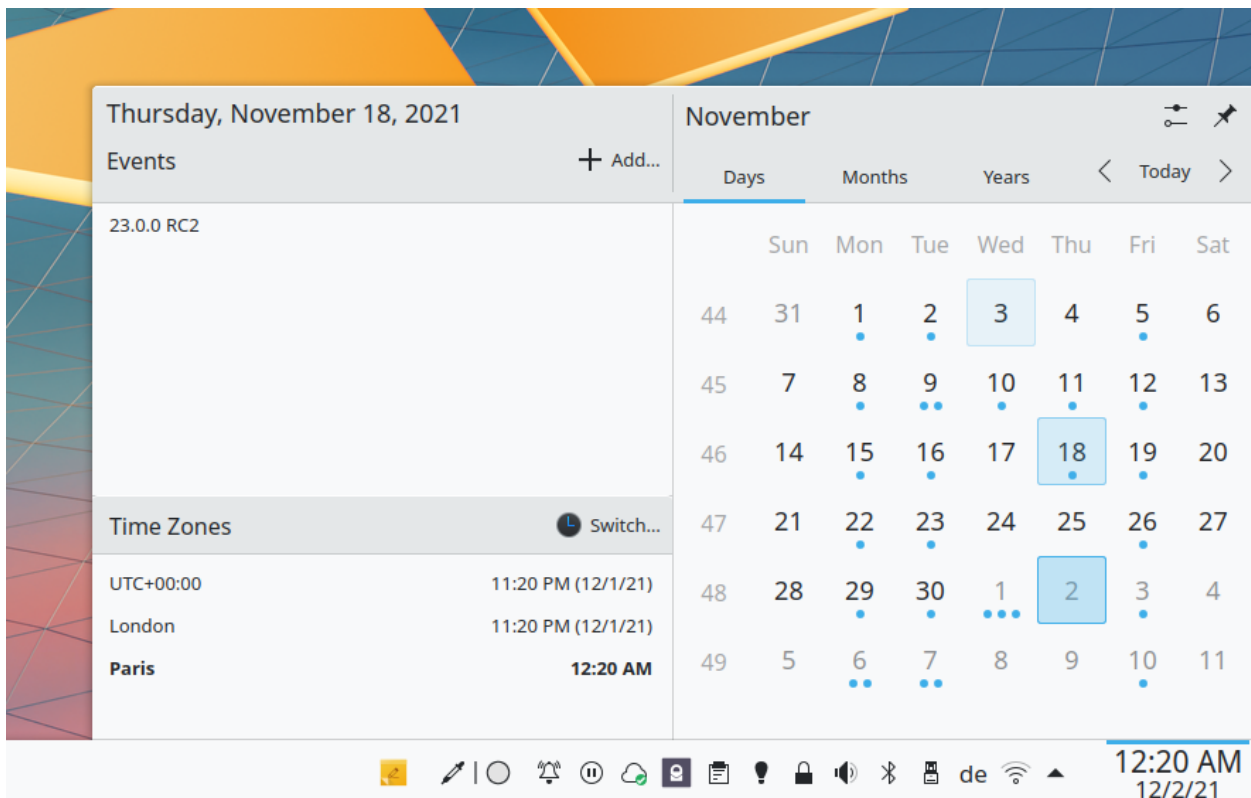 Thursday, November 18, 2021
Events
Add...
23.0.0 RC2
Time Zones
Switch...
UTC+00:00 11:20 PM (12/1/21)
London 11:20 PM (12/1/21)
Paris 12:20 AM
November
Days Months Years Today
Sun Mon Tue Wed Thu Fri Sat
44 31 1 2 3 4 5 6
45 7 8 9 10 11 12 13
46 14 15 16 17 18 19 20
47 21 22 23 24 25 26 27
48 28 29 30 1 2 3 4
49 5 6 7 8 9 10 11
de
12:20 AM
12/2/21